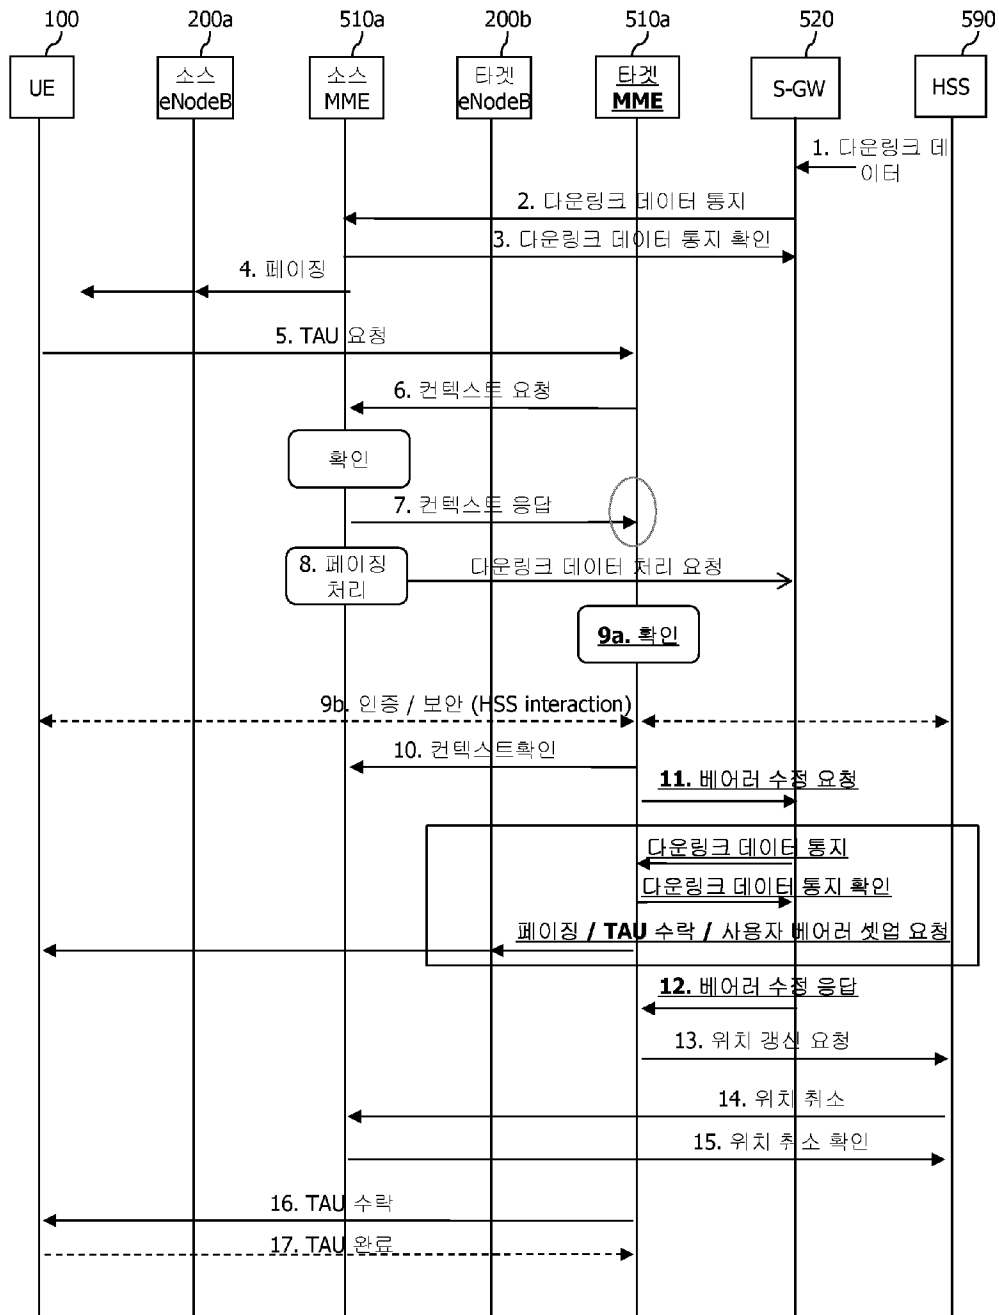 100
200a
510a
200b
510a
520
590
UE
소스
eNodeB
소스
MME
타겟
eNodeB
타겟
MME
S-GW
HSS
1. 다운링크 데
이터
2. 다운링크 데이터 통지
3. 다운링크 데이터 통지 확인
4. 페이징
5. TAU 요청
6. 컨텍스트 요청
확인
7. 컨텍스트 응답
8. 페이징
처리
다운링크 데이터 처리 요청
9a. 확인
9b. 인증 / 보안 (HSS interaction)
10. 컨텍스트확인
11. 베어러 수정 요청
다운링크 데이터 통지
다운링크 데이터 통지 확인
페이징 / TAU 수락 / 사용자 베어러 셋업 요청
12. 베어러 수정 응답
13. 위치 갱신 요청
14. 위치 취소
15. 위치 취소 확인
16. TAU 수락
17. TAU 완료